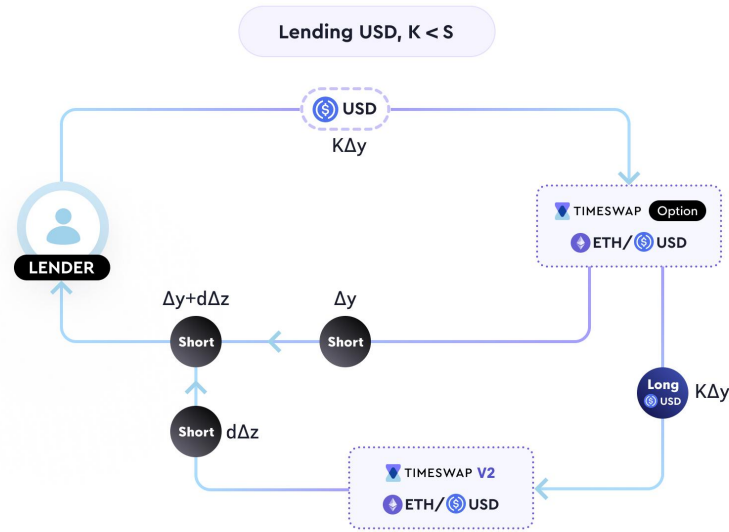 Lending USD, K < S
USD
KΔy
TIMESWAP Option
ETH/USD
LENDER
Δy+dΔz
Δy
Short
Short
Long
USD
KΔy
Short
dΔz
TIMESWAP V2
ETH/USD